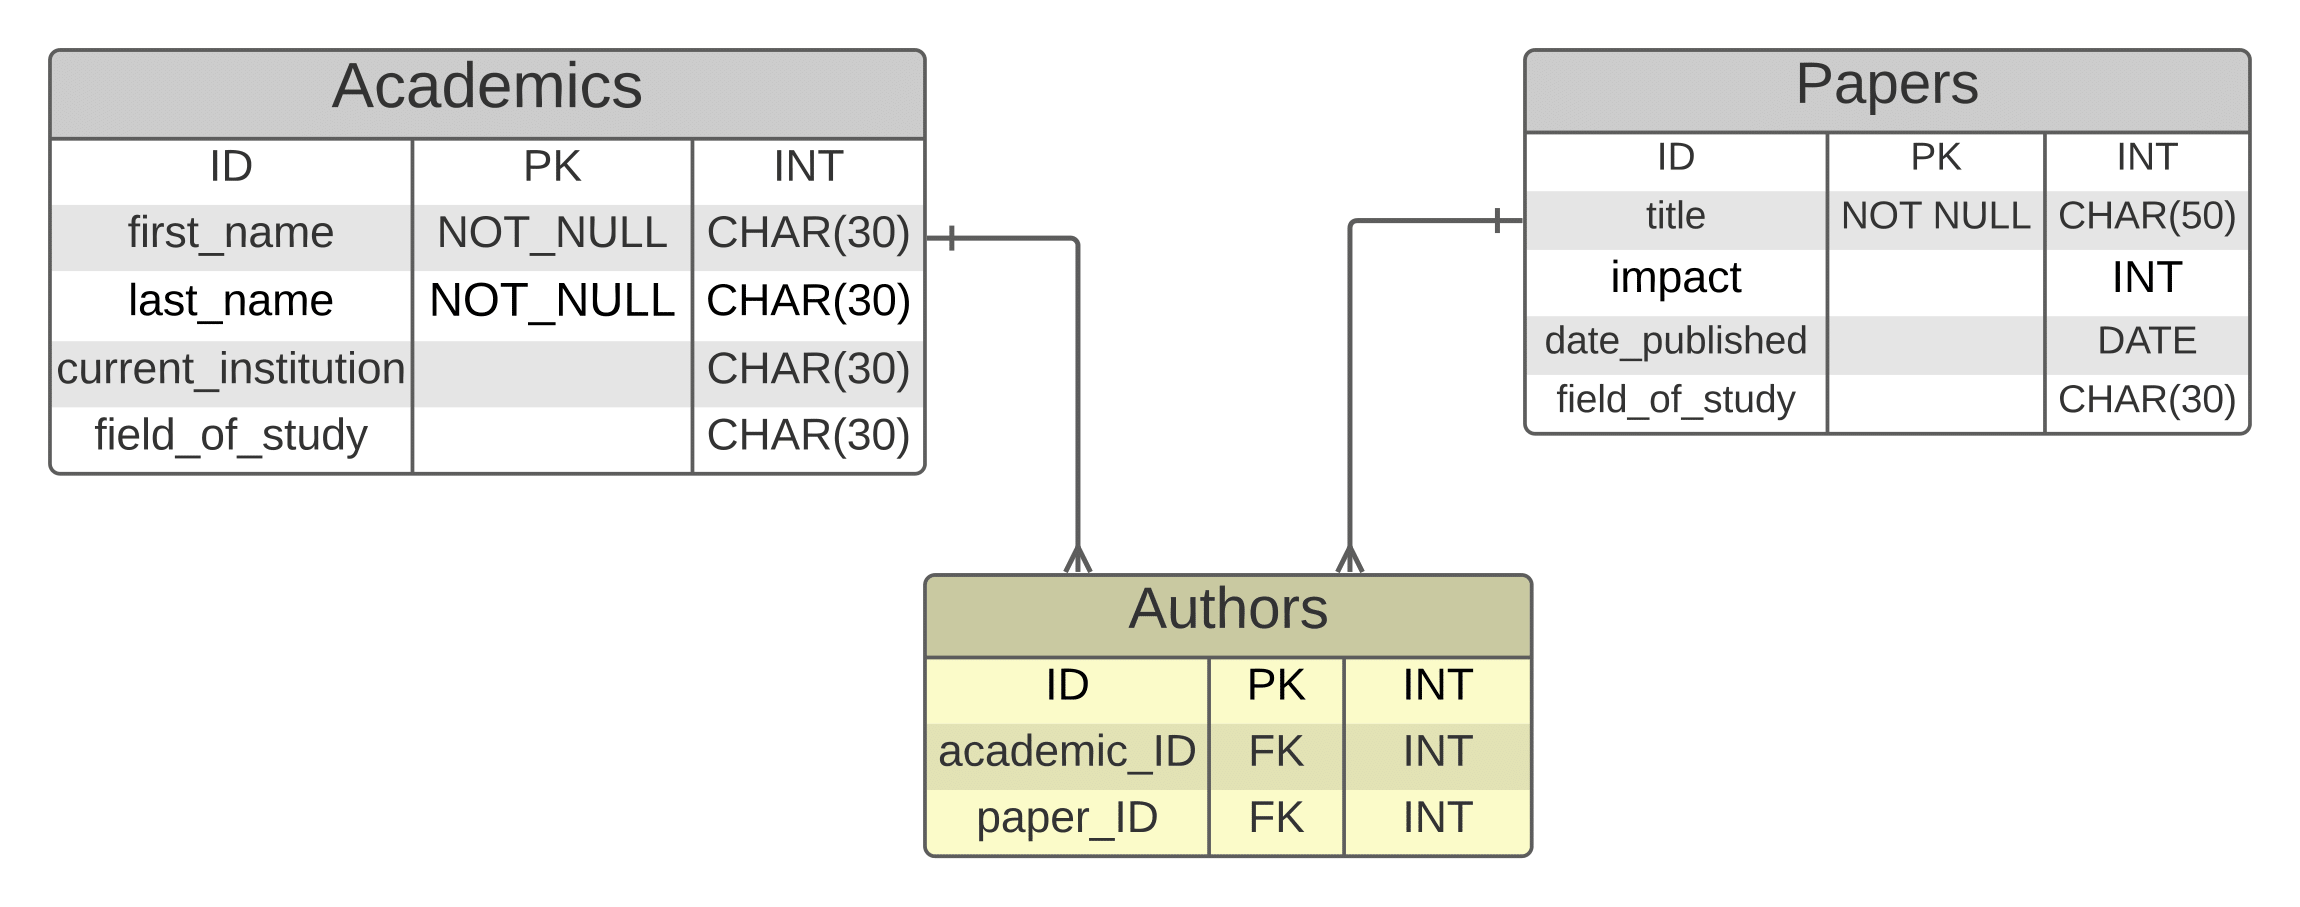 Academics
ID PK INT
first_name NOT_NULL CHAR(30)
last_name NOT_NULL CHAR(30)
current_institution CHAR(30)
field_of_study CHAR(30)
Papers
ID PK INT
title NOT NULL CHAR(50)
impact INT
date_published DATE
field_of_study CHAR(30)
Authors
ID PK INT
academic_ID FK INT
paper_ID FK INT